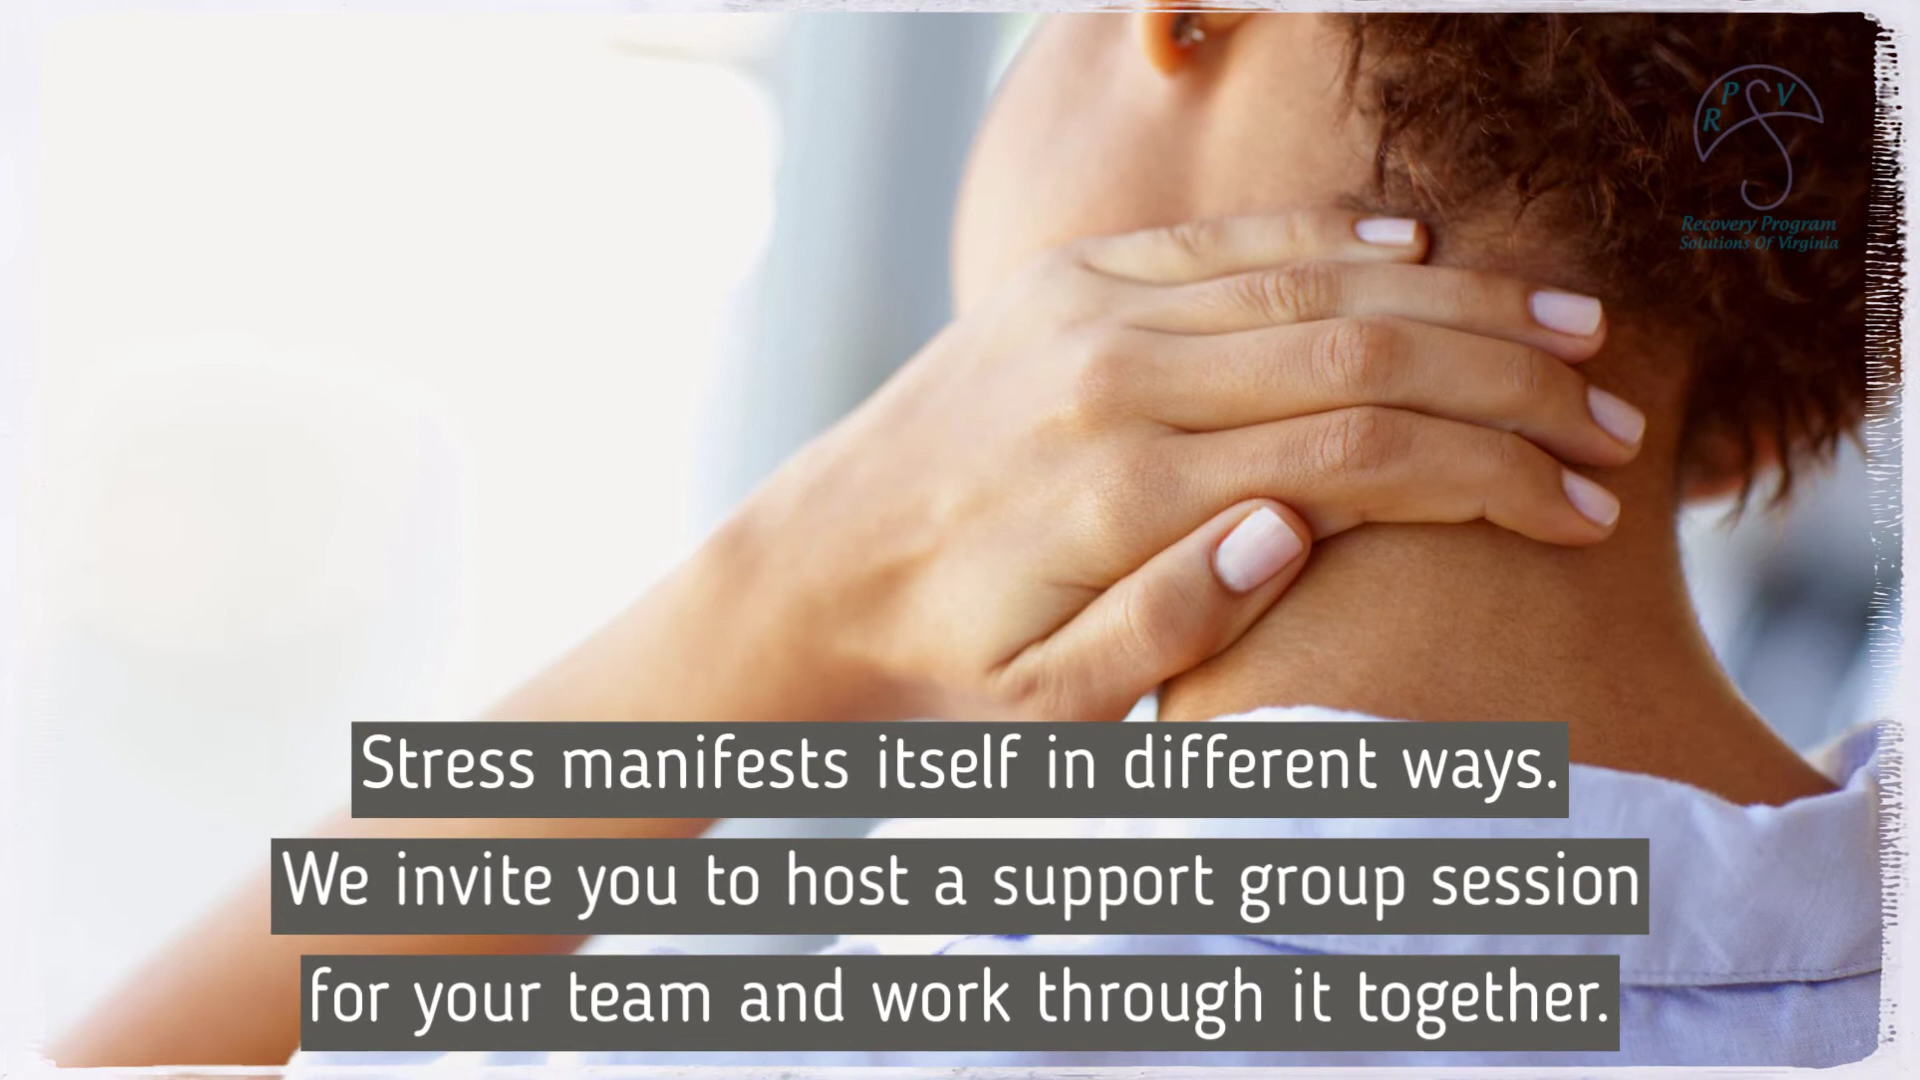 R P S V
Recovery Program
Solutions Of Virginia
Stress manifests itself in different ways.
We invite you to host a support group session
for your team and work through it together.